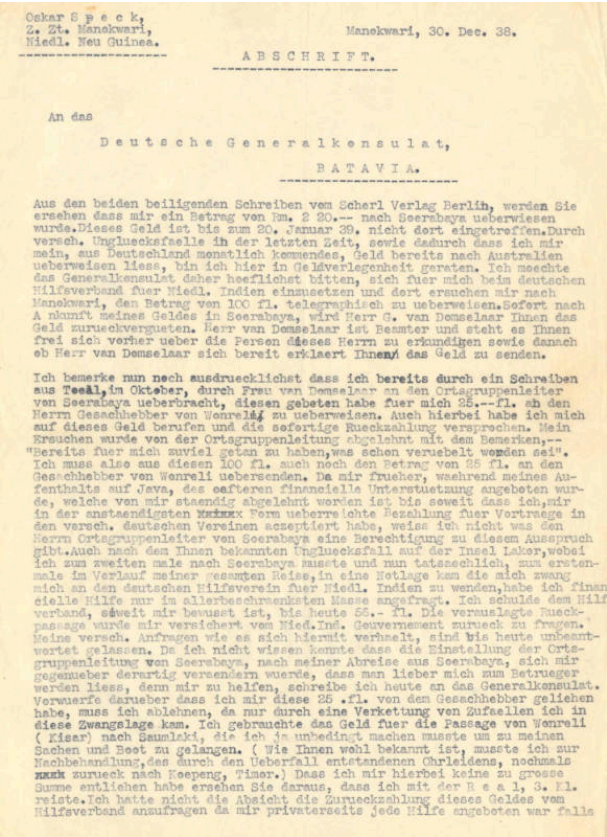 Oskar S p e c k,
Z. Zt. Manokwari,
Niedl. Neu Guinea.
Manokwari, 30. Dec. 38.
A B S C H R I F T.
An das
D e u t s c h e G e n e r a l k o n s u l a t,
B A T A V I A.
Aus den beiden beiligenden Schreiben vom Scherl Verlag Berlin, werden Sie
ersehen dass mir ein Betrag von Rm. 2 20.-- nach Soerabaya ueberwiesen
wurde.Dieses Geld ist bis zum 20. Januar 39. nicht dort eingetroffen.Durch
versch. Ungluecksfaelle in der letzten Zeit, sowie dadurch dass ich mir
mein, aus Deutschland monatlich kommendes, Geld bereits nach Australien
ueberweisen liess, bin ich hier in Geldverlegenheit geraten. Ich moechte
das Generalkonsulat daher hoeflichst bitten, sich fuer mich beim deutschen
Hilfsverband fuer Niedl. Indien einzusetzen und dort ersuchen mir nach
Manokwari, den Betrag von 100 fl. telegraphisch zu ueberweisen.Sofort nach
A nkunft meines Geldes in Soerabaya, wird Herr G. van Domselaar Ihnen das
Geld zurueckvergueten. Herr van Domselaar ist Beamter und steht es Ihnen
frei sich vorher ueber die Person dieses Herrn zu erkundigen sowie danach
ob Herr van Domselaar sich bereit erklaert Ihnen das Geld zu senden.
Ich bemerke nun noch ausdruecklichst dass ich bereits durch ein Schreiben
aus Toeal,im Oktober, durch Frau van Domselaar an den Ortsgruppenleiter
von Soerabaya ueberbracht, diesen gebeten habe fuer mich 25.--fl. an den
Herrn Gesachhebber von Wonreli zu ueberweisen. Auch hierbei habe ich mich
auf dieses Geld berufen und die sofortige Rueckzahlung versprochen. Mein
Ersuchen wurde von der Ortsgruppenleitung abgelehnt mit dem Bemerken,--
"Bereits fuer mich zuviel getan zu haben,was schon veruebelt worden sei".
Ich muss also aus diesen 100 fl. auch noch den Betrag von 25 fl. an den
Gesachhebber von Wonreli uebersenden. Da mir frueher, waehrend meines Au-
fenthalts auf Java, des oefteren financielle Unterstuetzung angeboten wur-
de, welche von mir staendig abgelehnt worden ist bis soweit dass ich,mir
in der anstaendigsten Form ueberreichte Bezahlung fuer Vortraege in
den versch. deutschen Vereinen acceptiert habe, weiss ich nicht was dem
Herrn Ortsgruppenleiter von Soerabaya eine Berechtigung zu diesem Ausspruch
gibt.Auch nach dem Ihnen bekannten Ungluecksfall auf der Insel Lakor,wobei
ich zum zweiten male nach Soerabaya musste und nun tatsaechlich, zum ersten-
male im Verlauf meiner gesamten Reise,in eine Notlage kam die mich zwang
mich an den deutschen Hilfsverein fuer Niedl. Indien zu wenden,habe ich finan
cielle Hilfe nur im allerbeschraenksten Masse angefragt. Ich schulde dem Hilf
verband, soweit mir bewusst ist, bis heute 56.- fl. Die verauslagte Rueck-
passage wurde mir versichert vom Nied.Ind. Gouvernement zurueck zu fragen.
Meine versch. Anfragen wie es sich hiermit verhaelt, sind bis heute unbeant-
wortet gelassen. Da ich nicht wissen konnte dass die Einstellung der Orts-
gruppenleitung von Soerabaya, nach meiner Abreise aus Soerabaya, sich mir
gegenueber derartig veraendern wuerde, dass man lieber mich zum Betrueger
werden liess, denn mir zu helfen, schreibe ich heute an das Generalkonsulat.
Vorwuerfe darueber dass ich mir diese 25 .fl. von dem Gesachhebber geliehen
habe, muss ich ablehnen, da nur durch eine Verkettung von Zufaellen ich in
diese Zwangslage kam. Ich gebrauchte das Geld fuer die Passage von Wonreli
( Kisar) nach Saumlaki, die ich ja unbedingt machen musste um zu meinen
Sachen und Boot zu gelangen. ( Wie Ihnen wohl bekannt ist, musste ich zur
Nachbehandlung,des durch den Ueberfall entstandenen Ohrleidens, nochmals
zurueck nach Koepeng, Timor.) Dass ich mir hierbei keine zu grosse
Summe entliehen habe ersehen Sie daraus, dass ich mit der R e a l, 3. Kl.
reiste.Ich hatte nicht die Absicht die Zurueckzahlung dieses Geldes vom
Hilfsverband anzufragen da mir privaterseits jede Hilfe angeboten war falls